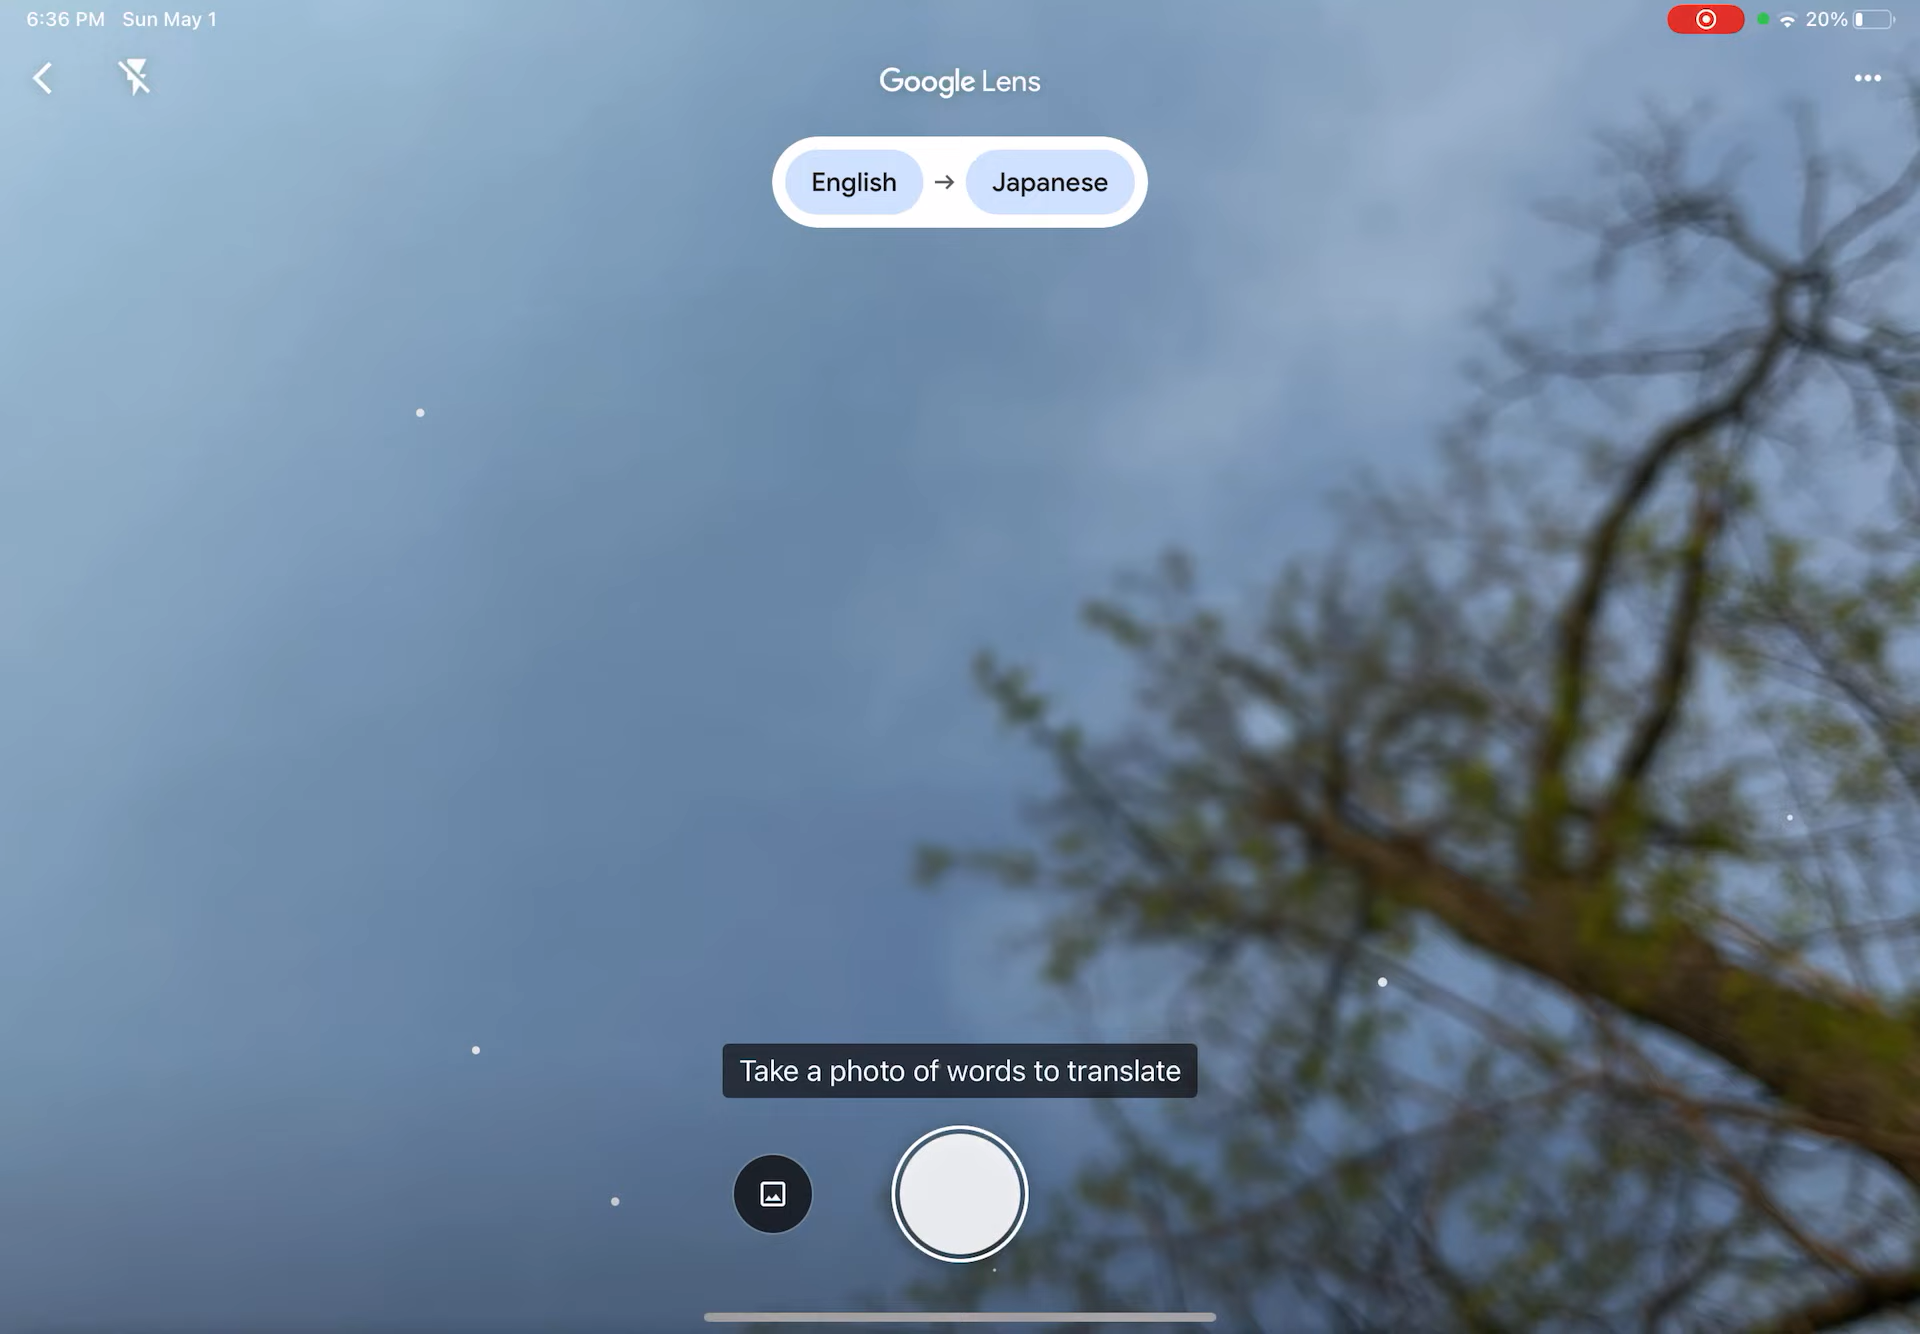 6:36 PM Sun May 1
20%
Google Lens
English → Japanese
Take a photo of words to translate